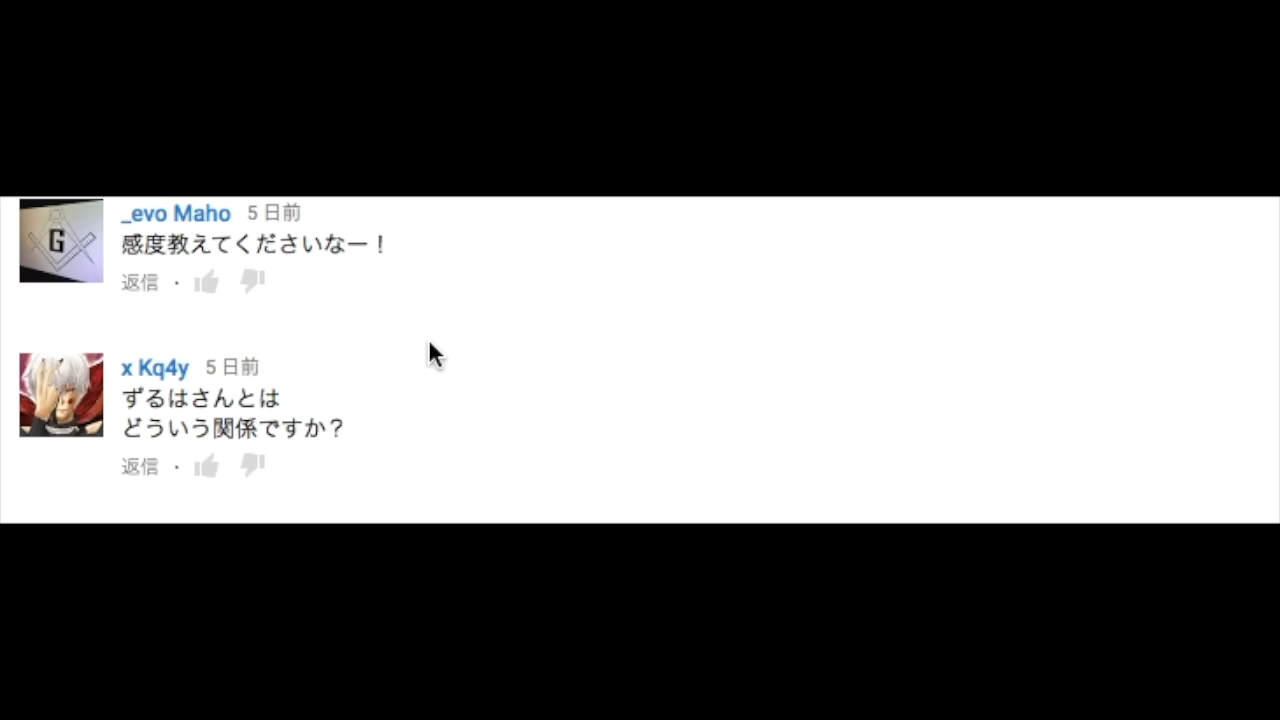 G
_evo Maho 5 日前
感度教えてくださいなー！
返信 ・
x Kq4y 5 日前
ずるはさんとは
どういう関係ですか？
返信 ・